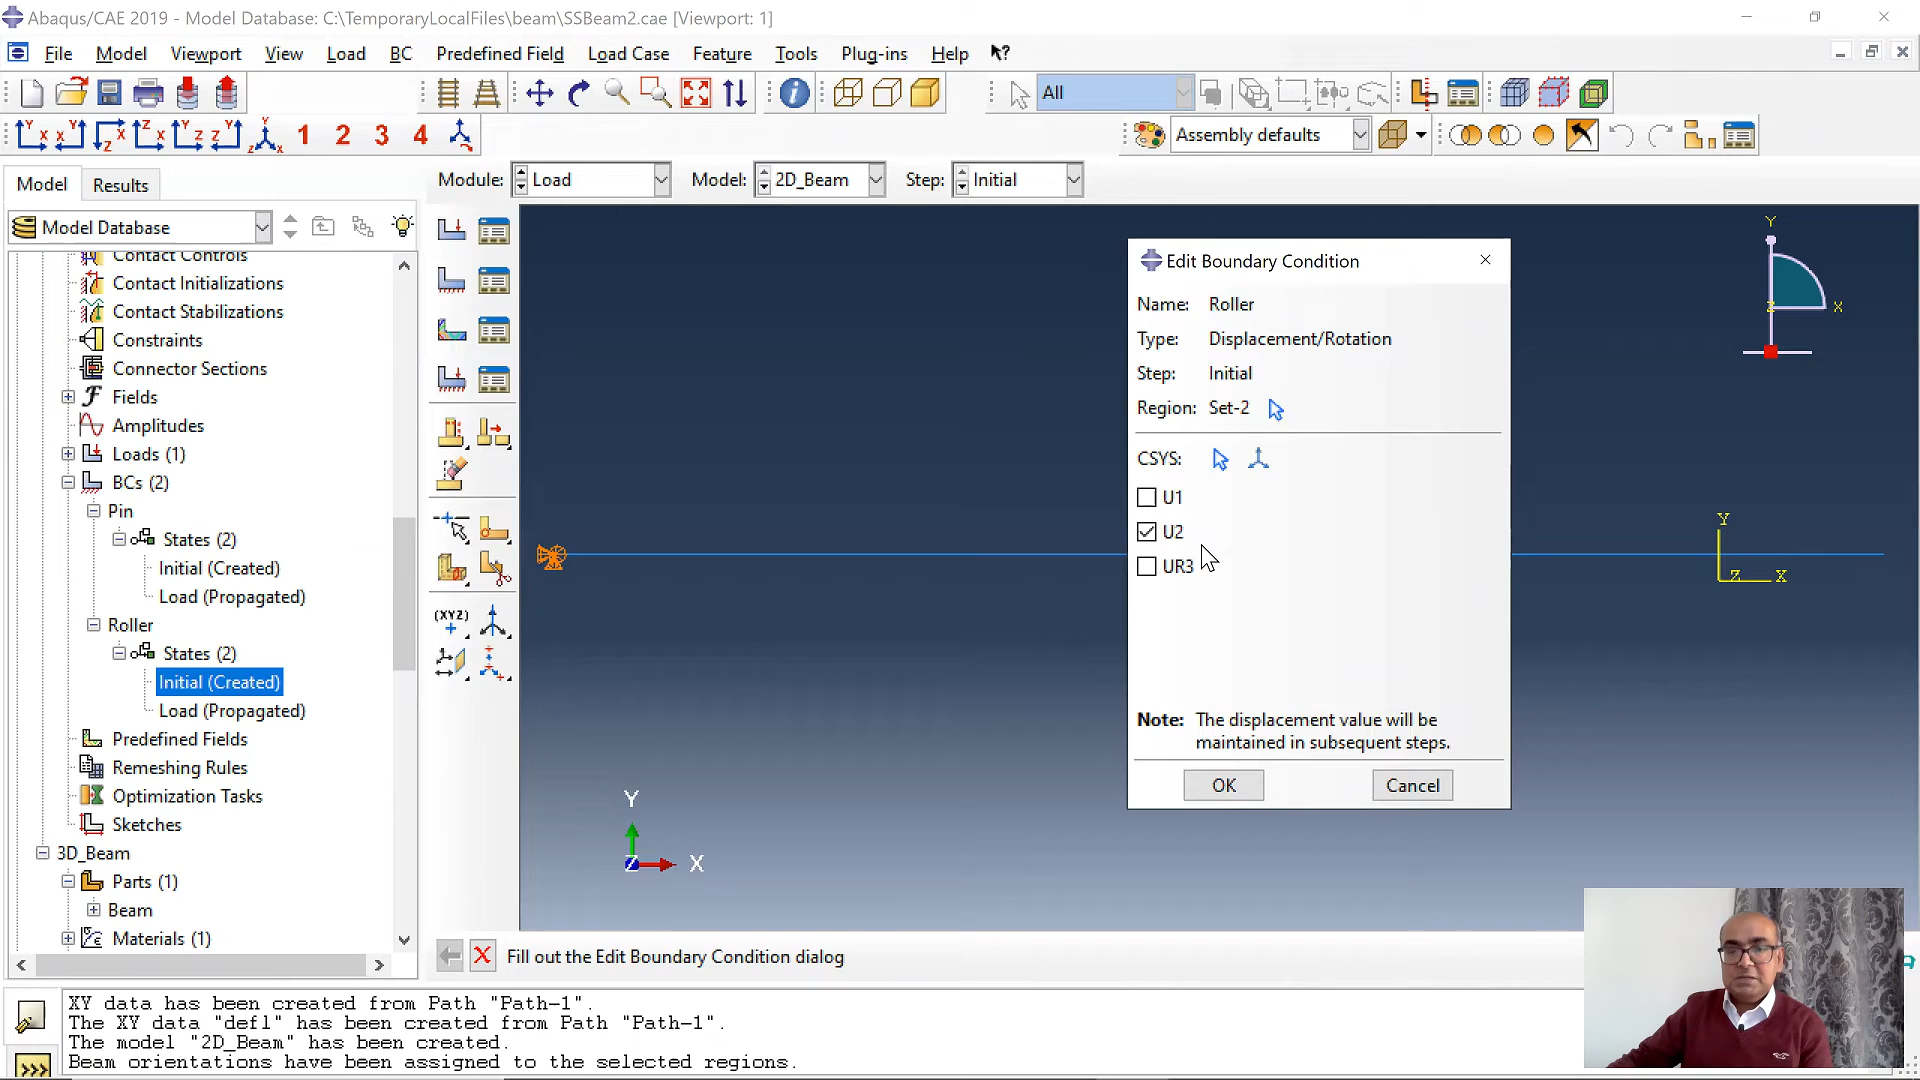 Abaqus/CAE 2019 - Model Database: C:\TemporaryLocalFiles\beam\SSBeam2.cae [Viewport: 1]
File Model Viewport View Load BC Predefined Field Load Case Feature Tools Plug-ins Help
All
1 2 3 4
Assembly defaults
Model Results
Module: Load Model: 2D_Beam Step: Initial
Model Database
Contact Controls
Contact Initializations
Contact Stabilizations
Constraints
Connector Sections
Fields
Amplitudes
Loads (1)
BCs (2)
Pin
States (2)
Initial (Created)
Load (Propagated)
Roller
States (2)
Initial (Created)
Load (Propagated)
Predefined Fields
Remeshing Rules
Optimization Tasks
Sketches
3D_Beam
Parts (1)
Beam
Materials (1)
(XYZ)
Edit Boundary Condition
Name: Roller
Type: Displacement/Rotation
Step: Initial
Region: Set-2
CSYS:
U1
U2
UR3
Note: The displacement value will be
maintained in subsequent steps.
OK Cancel
Y
Z X
Y
Z X
Y
Z X
Fill out the Edit Boundary Condition dialog
XY data has been created from Path "Path-1".
The XY data "defl" has been created from Path "Path-1".
The model "2D_Beam" has been created.
Beam orientations have been assigned to the selected regions.
>>>